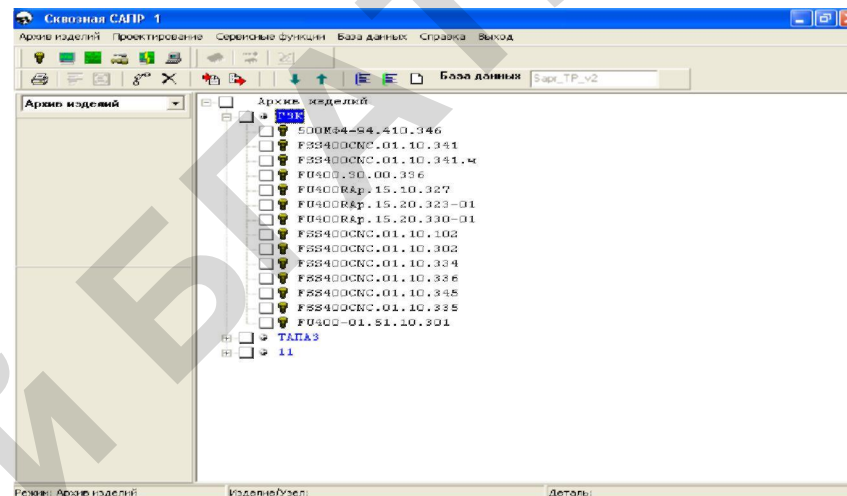 Сквозная САПР 1
Архив изделий Проектирование Сервисные функции База данных Справка Выход
База данных Sapr_TP_v2
Архив изделий
Архив изделий
ГЗК
500МФ4-94.410.346
FSS400CNC.01.10.341
FSS400CNC.01.10.341.м
FU400.30.00.336
FU400RAp.15.10.327
FU400RAp.15.20.323-01
FU400RAp.15.20.330-01
FSS400CNC.01.10.102
FSS400CNC.01.10.302
FSS400CNC.01.10.334
FSS400CNC.01.10.336
FSS400CNC.01.10.345
FSS400CNC.01.10.335
FU400-01.51.10.301
ТАПАЗ
11
Режим: Архив изделий Изделие/Узел: Деталь:
Й БГАТУ